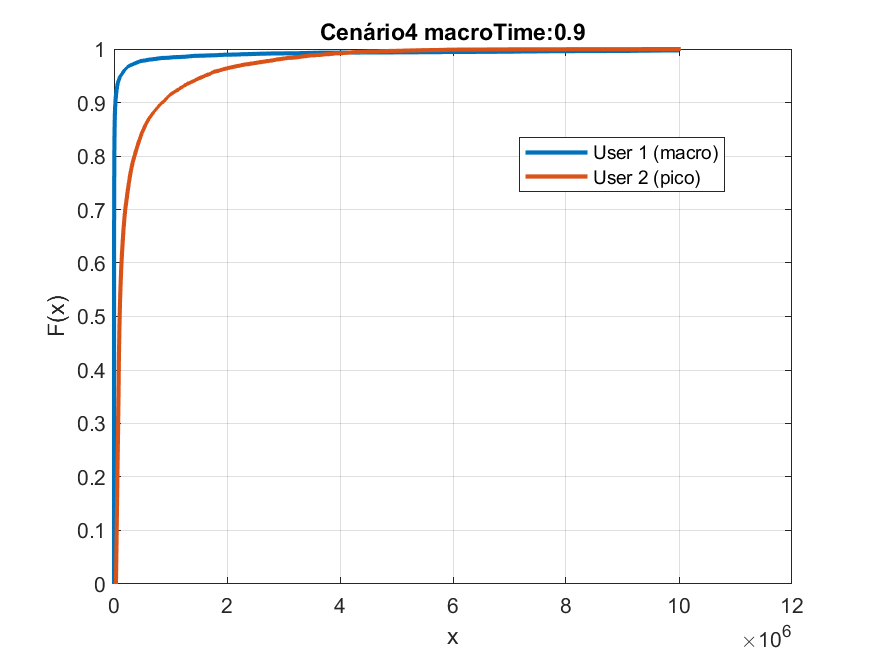 Cenário4 macroTime:0.9
1
0.9
0.8
0.7
0.6
0.5
0.4
0.3
0.2
0.1
0
F(x)
User 1 (macro)
User 2 (pico)
0 2 4 6 8 10 12
x
×10^6